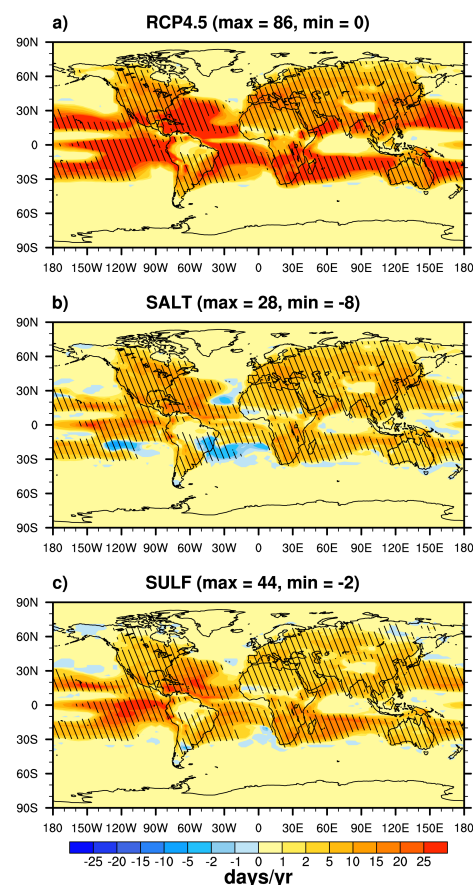 a) RCP4.5 (max = 86, min = 0)
90N
60N
30N
0
30S
60S
90S
180 150W 120W 90W 60W 30W 0 30E 60E 90E 120E 150E 180
b) SALT (max = 28, min = -8)
90N
60N
30N
0
30S
60S
90S
180 150W 120W 90W 60W 30W 0 30E 60E 90E 120E 150E 180
c) SULF (max = 44, min = -2)
90N
60N
30N
0
30S
60S
90S
180 150W 120W 90W 60W 30W 0 30E 60E 90E 120E 150E 180
-25 -20 -15 -10 -5 -2 -1 0 1 2 5 10 15 20 25
days/yr